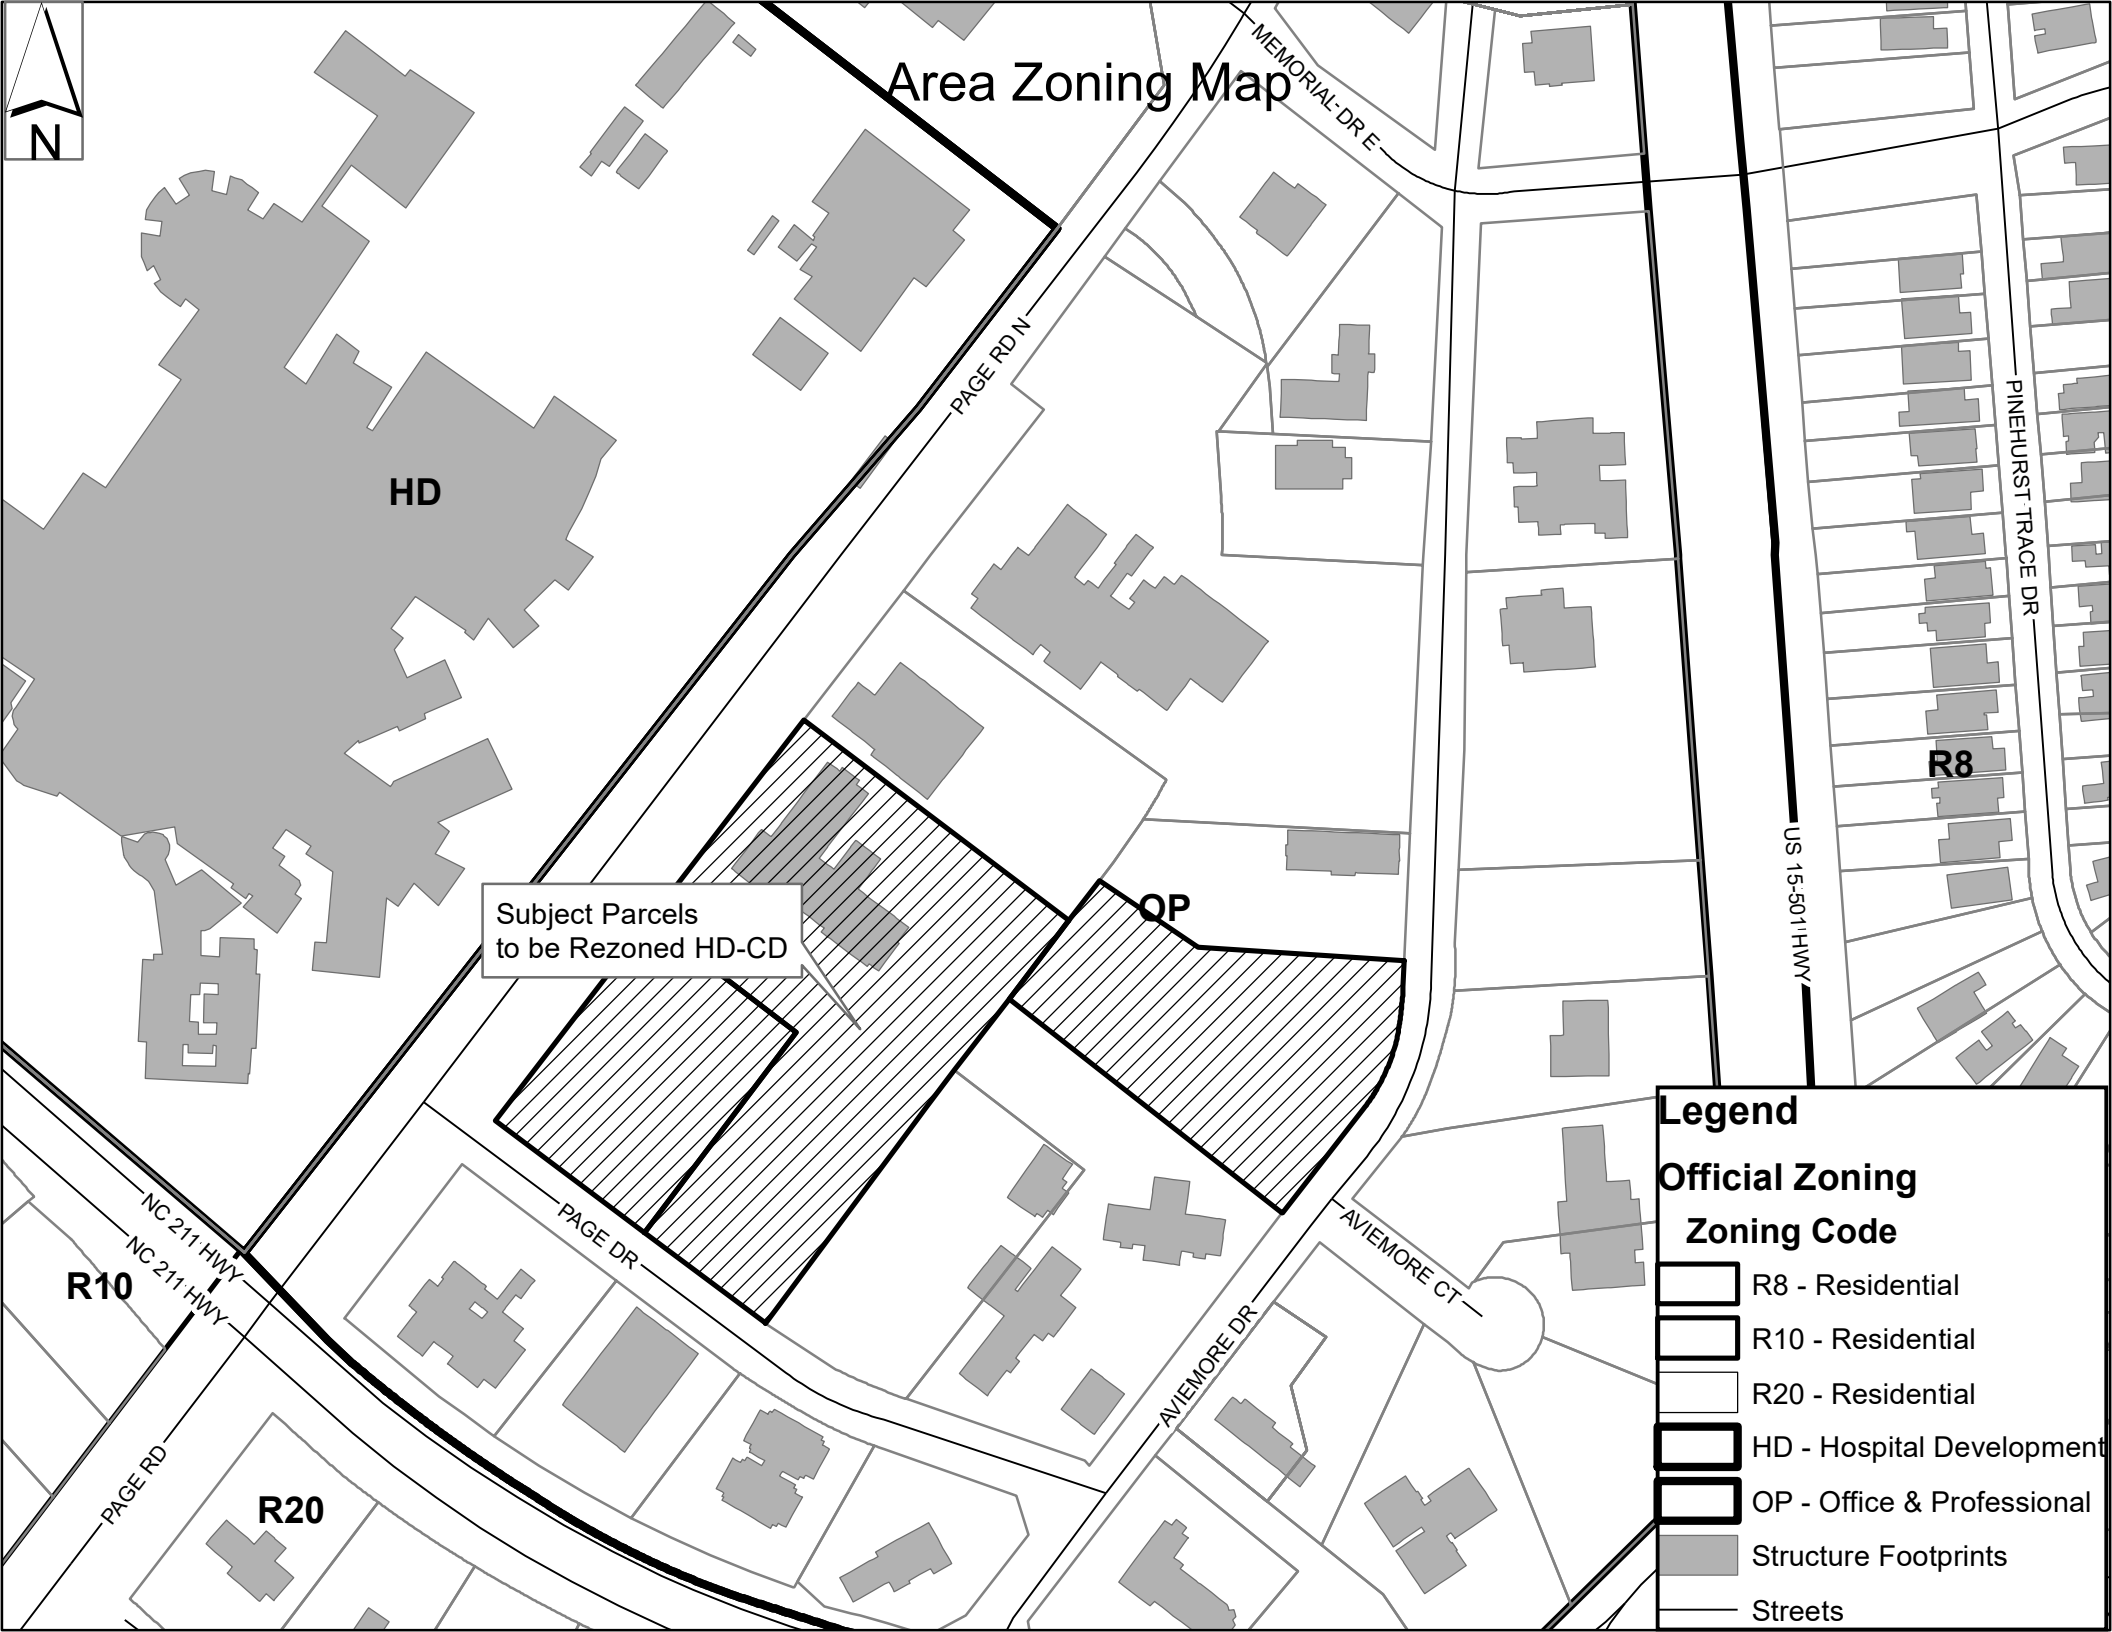 Area Zoning Map
N
MEMORIAL DR E
PAGE RD N
HD
PINEHURST TRACE DR
R8
US 15-501 HWY
OP
Subject Parcels
to be Rezoned HD-CD
NC 211 HWY
NC 211 HWY
R10
PAGE DR
AVIEMORE CT
AVIEMORE DR
PAGE RD
R20
Legend
Official Zoning
Zoning Code
R8 - Residential
R10 - Residential
R20 - Residential
HD - Hospital Development
OP - Office & Professional
Structure Footprints
Streets